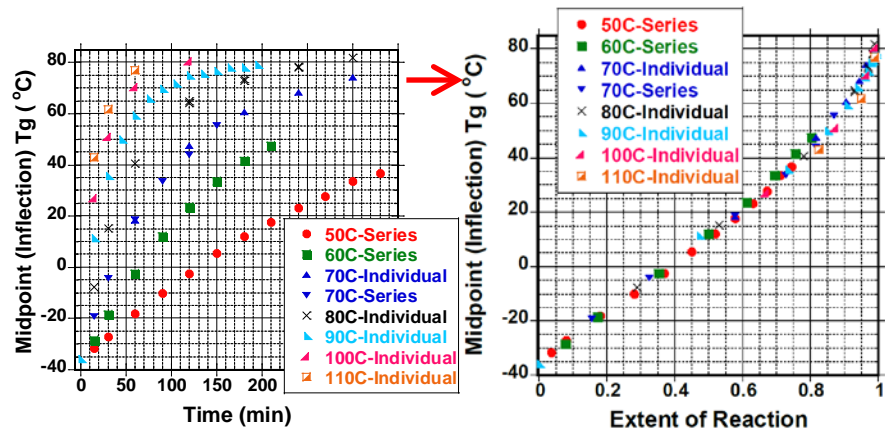 Midpoint (Inflection) Tg ( °C)
80
60
40
20
0
-20
-40
0
50
100
150
200
Time (min)
50C-Series
60C-Series
70C-Individual
70C-Series
80C-Individual
90C-Individual
100C-Individual
110C-Individual
Midpoint (Inflection) Tg ( °C)
80
60
40
20
0
-20
-40
0
0.2
0.4
0.6
0.8
1
Extent of Reaction
50C-Series
60C-Series
70C-Individual
70C-Series
80C-Individual
90C-Individual
100C-Individual
110C-Individual